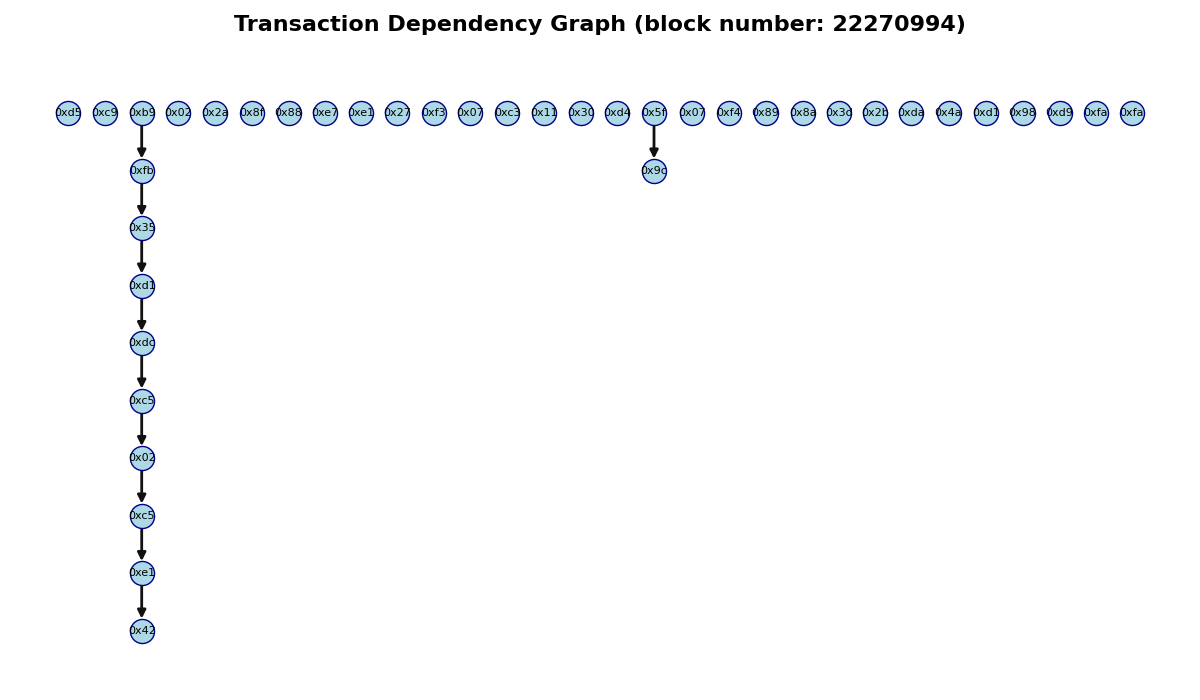 Transaction Dependency Graph (block number: 22270994)
0xd5 0xc9 0xb9 0x02 0x2a 0x8f 0x88 0xe7 0xe1 0x27 0xf3 0x07 0xc3 0x11 0x30 0xd4 0x5f 0x07 0xf4 0x89 0x8a 0x3c 0x2b 0xda 0x4a 0xd1 0x98 0xd9 0xfa 0xfa
0xfb 0x9c
0x35
0xd1
0xdc
0xc5
0x02
0xc5
0xe1
0x42